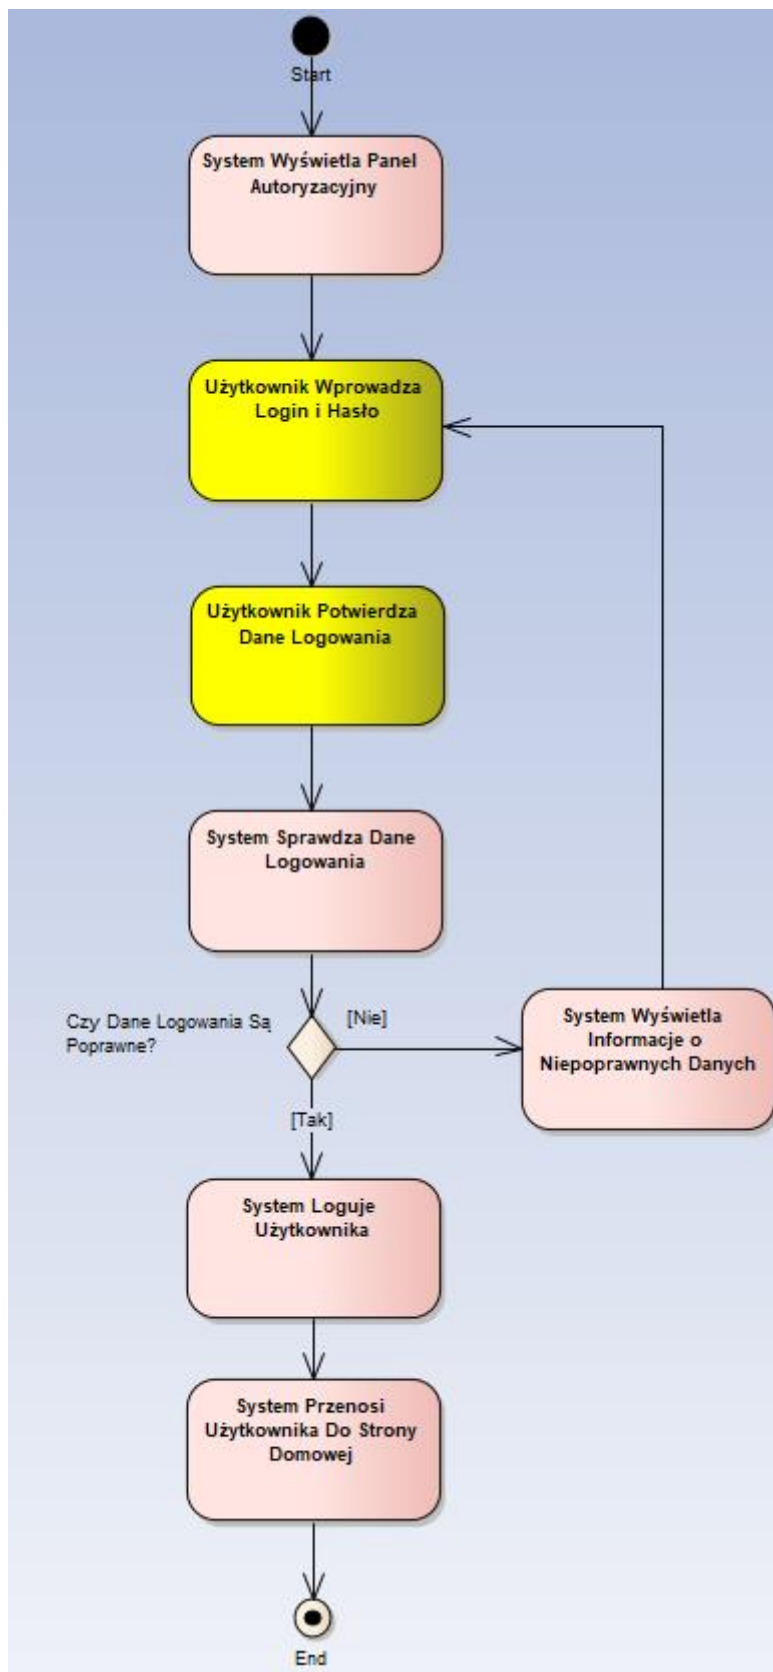 Start
System Wyświetla Panel
Autoryzacyjny
Użytkownik Wprowadza
Login i Hasło
Użytkownik Potwierdza
Dane Logowania
System Sprawdza Dane
Logowania
Czy Dane Logowania Są
Poprawne?
[Nie]
System Wyświetla
Informacje o
Niepoprawnych Danych
[Tak]
System Loguje
Użytkownika
System Przenosi
Użytkownika Do Strony
Domowej
End